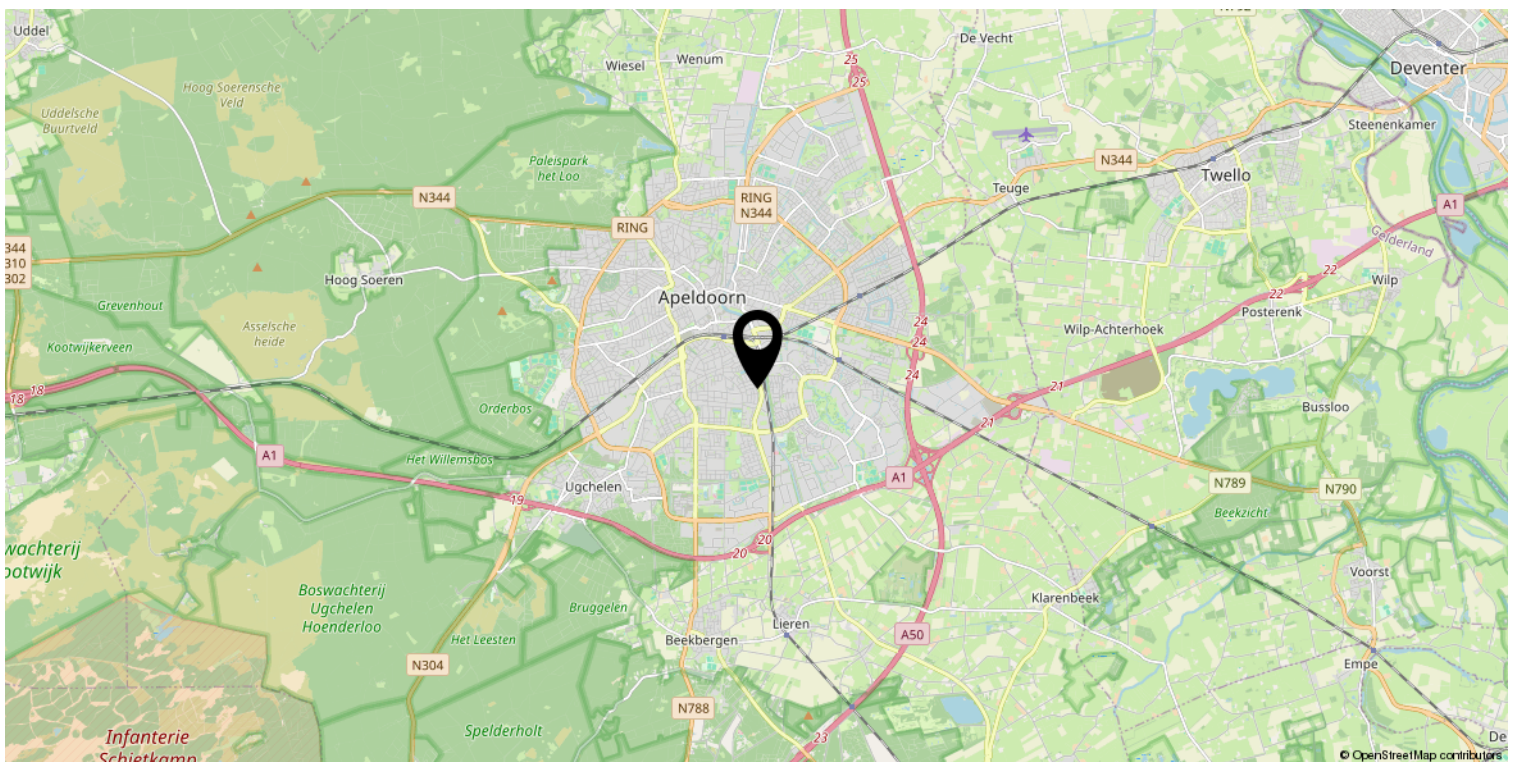 Uddel
Hoog Soerensche
Veld
Uddelsche
Buurtveld
Wiesel
Wenum
De Vecht
25
25
Deventer
Steenenkamer
Paleispark
het Loo
N344
Teuge
Twello
N344
RING
N344
RING
A1
Gelderland
344
310
302
Hoog Soeren
Grevenhout
Apeldoorn
22
22
Wilp
Posterenk
Asselsche
heide
Kootwijkerveen
24
24
24
Wilp-Achterhoek
18
18
21
21
Orderbos
Bussloo
A1
Het Willemsbos
Ugchelen
19
A1
N789
N790
Beekzicht
20
20
wachterij
ootwijk
Boswachterij
Ugchelen
Hoenderloo
Bruggelen
Het Leesten
Klarenbeek
Voorst
Lieren
Beekbergen
A50
N304
Empe
N788
Spelderholt
23
Infanterie
Schietkamp
De
© OpenStreetMap contributors